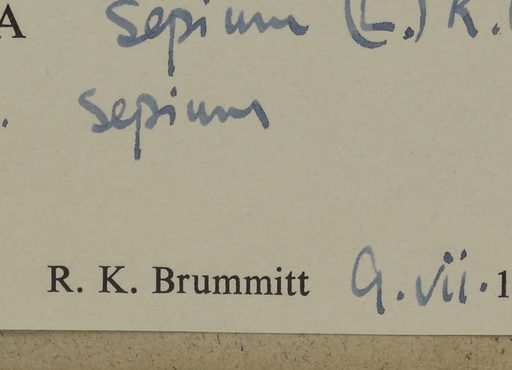 A sepium (L.) R.
. sepium
R. K. Brummitt 9.vii.1